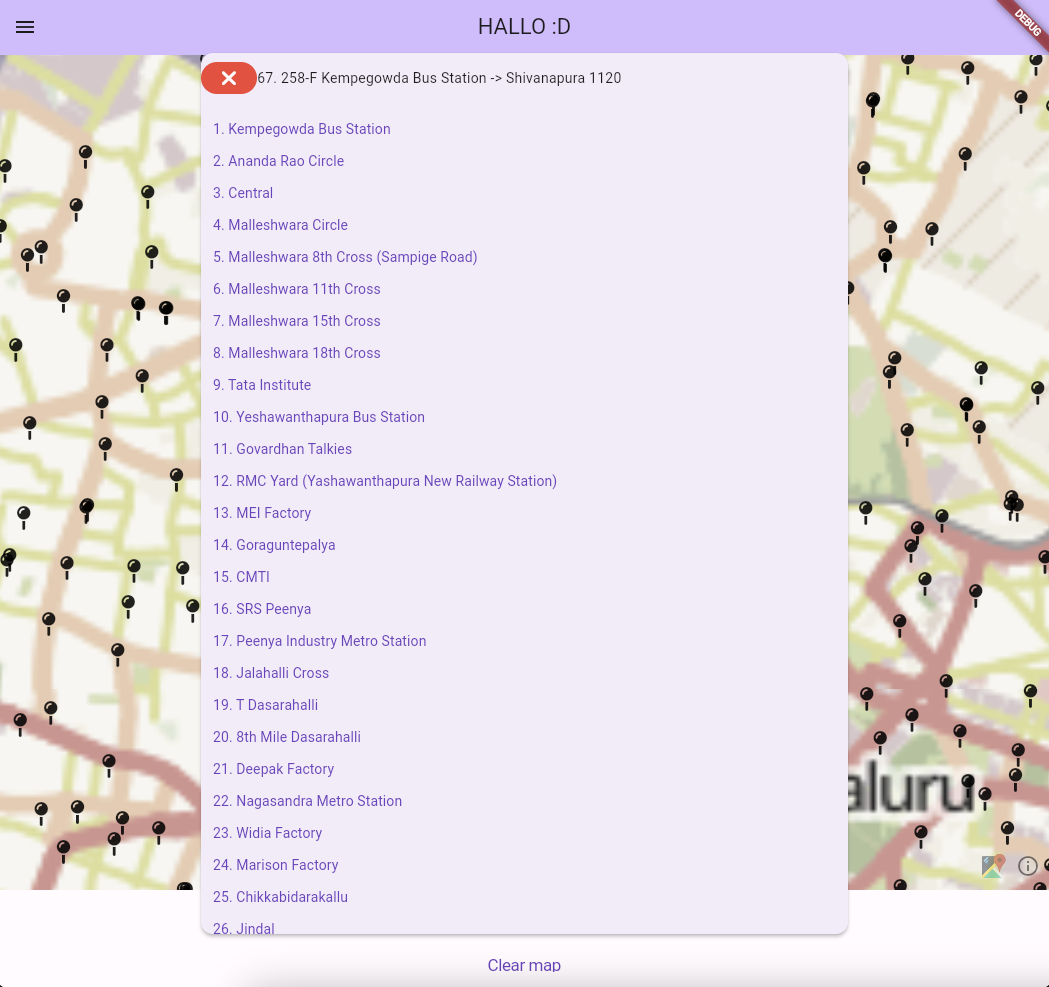 HALLO :D
DEBUG
67. 258-F Kempegowda Bus Station -> Shivanapura 1120
1. Kempegowda Bus Station
2. Ananda Rao Circle
3. Central
4. Malleshwara Circle
5. Malleshwara 8th Cross (Sampige Road)
6. Malleshwara 11th Cross
7. Malleshwara 15th Cross
8. Malleshwara 18th Cross
9. Tata Institute
10. Yeshawanthapura Bus Station
11. Govardhan Talkies
12. RMC Yard (Yashawanthapura New Railway Station)
13. MEI Factory
14. Goraguntepalya
15. CMTI
16. SRS Peenya
17. Peenya Industry Metro Station
18. Jalahalli Cross
19. T Dasarahalli
20. 8th Mile Dasarahalli
21. Deepak Factory
22. Nagasandra Metro Station
23. Widia Factory
24. Marison Factory
25. Chikkabidarakallu
26. Jindal
aluru
Clear map